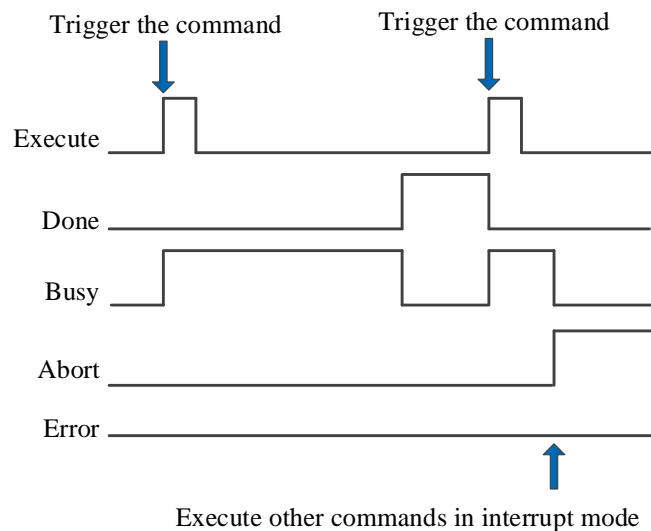 Trigger the command
Trigger the command
Execute
Done
Busy
Abort
Error
Execute other commands in interrupt mode